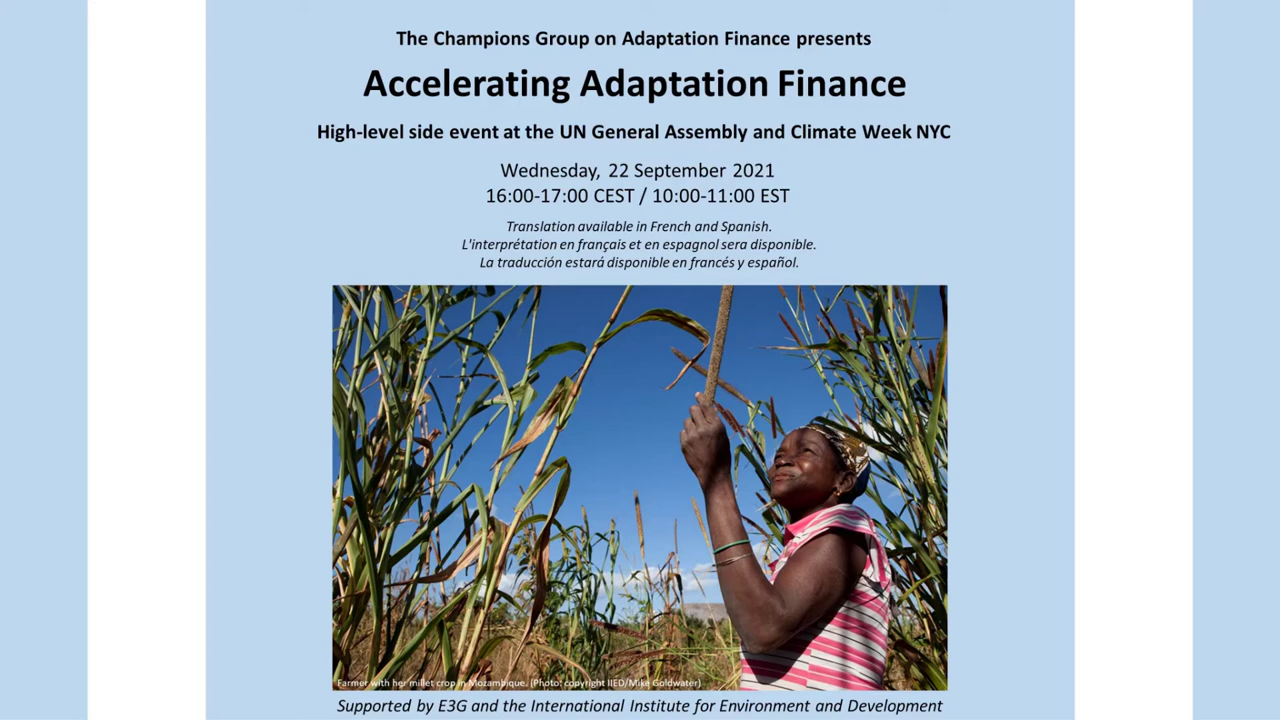 The Champions Group on Adaptation Finance presents
Accelerating Adaptation Finance
High-level side event at the UN General Assembly and Climate Week NYC
Wednesday, 22 September 2021
16:00-17:00 CEST / 10:00-11:00 EST
Translation available in French and Spanish.
L'interprétation en français et en espagnol sera disponible.
La traducción estará disponible en francés y español.
Farmer with her millet crop in Mozambique. (Photo: copyright IIED/Mike Goldwater)
Supported by E3G and the International Institute for Environment and Development